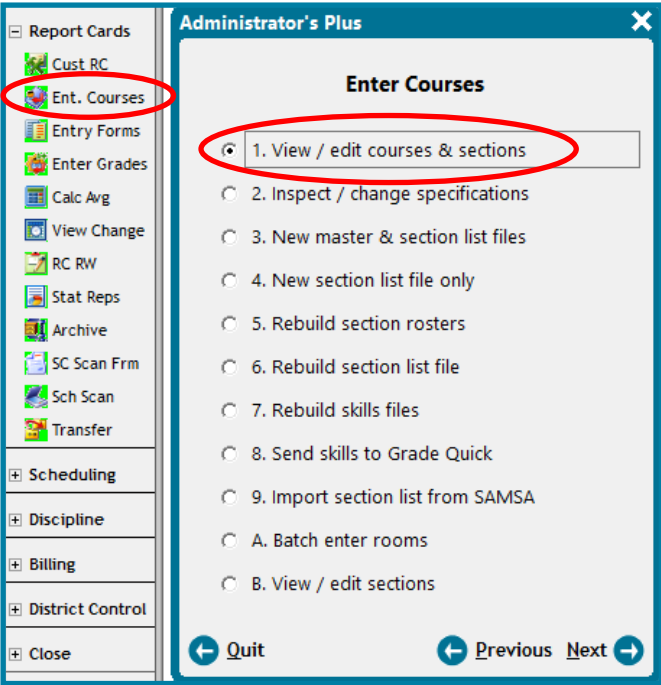 Report Cards
Cust RC
Ent. Courses
Entry Forms
Enter Grades
Calc Avg
View Change
RC RW
Stat Reps
Archive
SC Scan Frm
Sch Scan
Transfer
Scheduling
Discipline
Billing
District Control
Close
Administrator's Plus
Enter Courses
1. View / edit courses & sections
2. Inspect / change specifications
3. New master & section list files
4. New section list file only
5. Rebuild section rosters
6. Rebuild section list file
7. Rebuild skills files
8. Send skills to Grade Quick
9. Import section list from SAMSA
A. Batch enter rooms
B. View / edit sections
Quit Previous Next